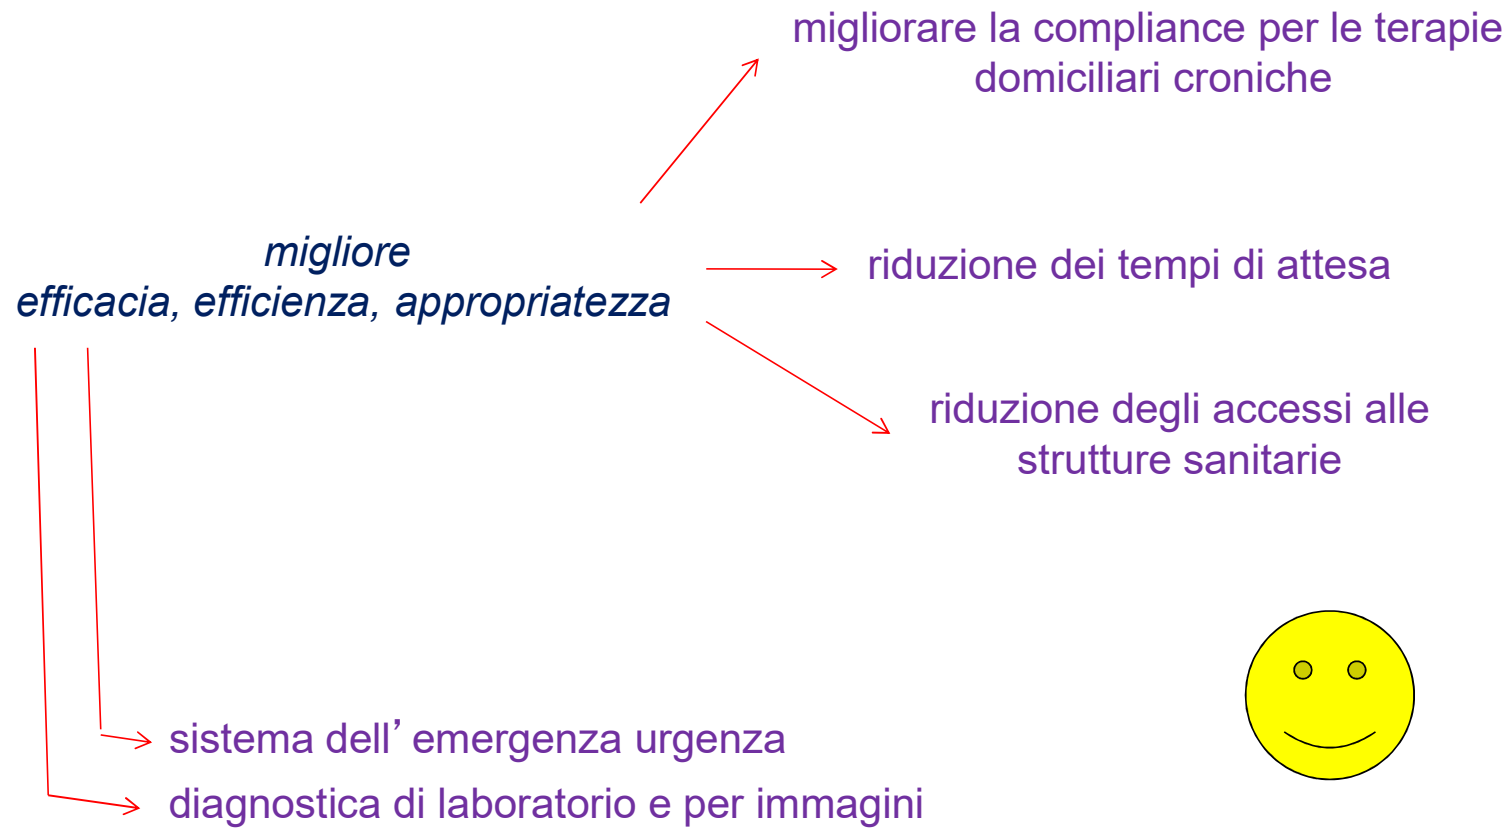 migliorare la compliance per le terapie
domiciliari croniche
migliore
efficacia, efficienza, appropriatezza
riduzione dei tempi di attesa
riduzione degli accessi alle
strutture sanitarie
sistema dell’ emergenza urgenza
diagnostica di laboratorio e per immagini